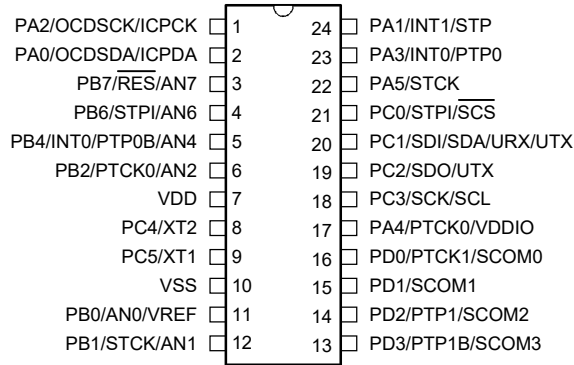 PA2/OCDSCK/ICPCK 1 24 PA1/INT1/STP
PA0/OCDSDA/ICPDA 2 23 PA3/INT0/PTP0
PB7/RES/AN7 3 22 PA5/STCK
PB6/STPI/AN6 4 21 PC0/STPI/SCS
PB4/INT0/PTP0B/AN4 5 20 PC1/SDI/SDA/URX/UTX
PB2/PTCK0/AN2 6 19 PC2/SDO/UTX
VDD 7 18 PC3/SCK/SCL
PC4/XT2 8 17 PA4/PTCK0/VDDIO
PC5/XT1 9 16 PD0/PTCK1/SCOM0
VSS 10 15 PD1/SCOM1
PB0/AN0/VREF 11 14 PD2/PTP1/SCOM2
PB1/STCK/AN1 12 13 PD3/PTP1B/SCOM3